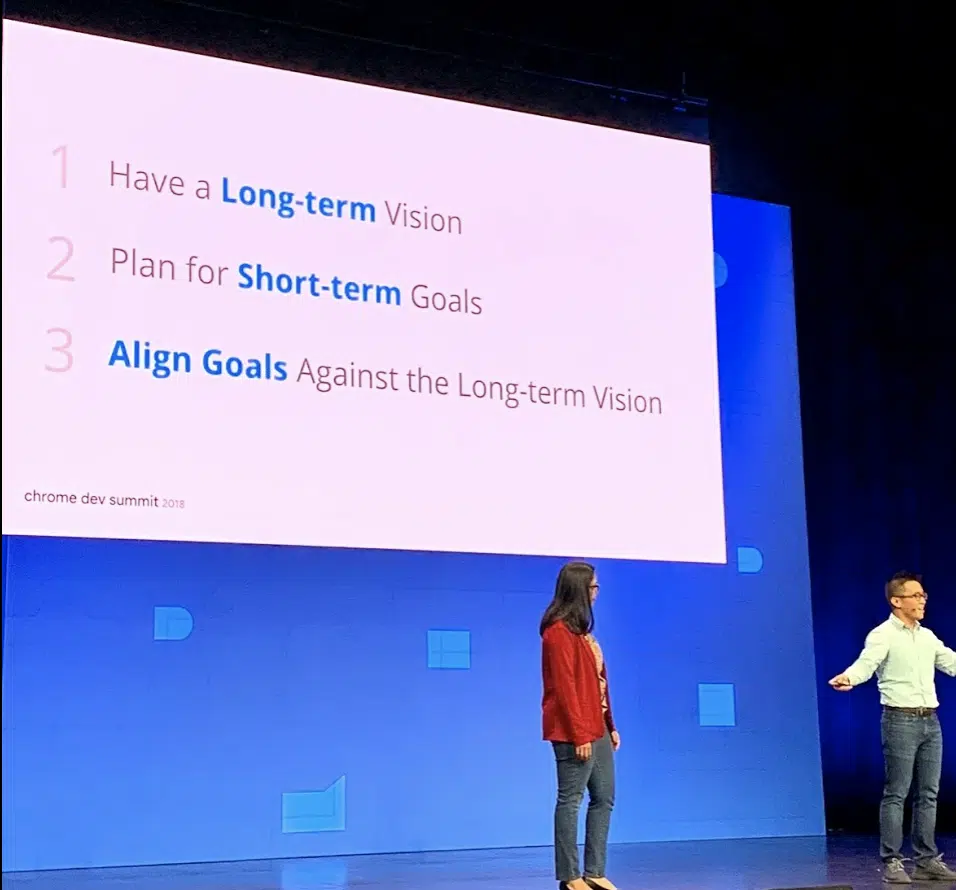 1 Have a Long-term Vision
2 Plan for Short-term Goals
3 Align Goals Against the Long-term Vision
chrome dev summit 2018